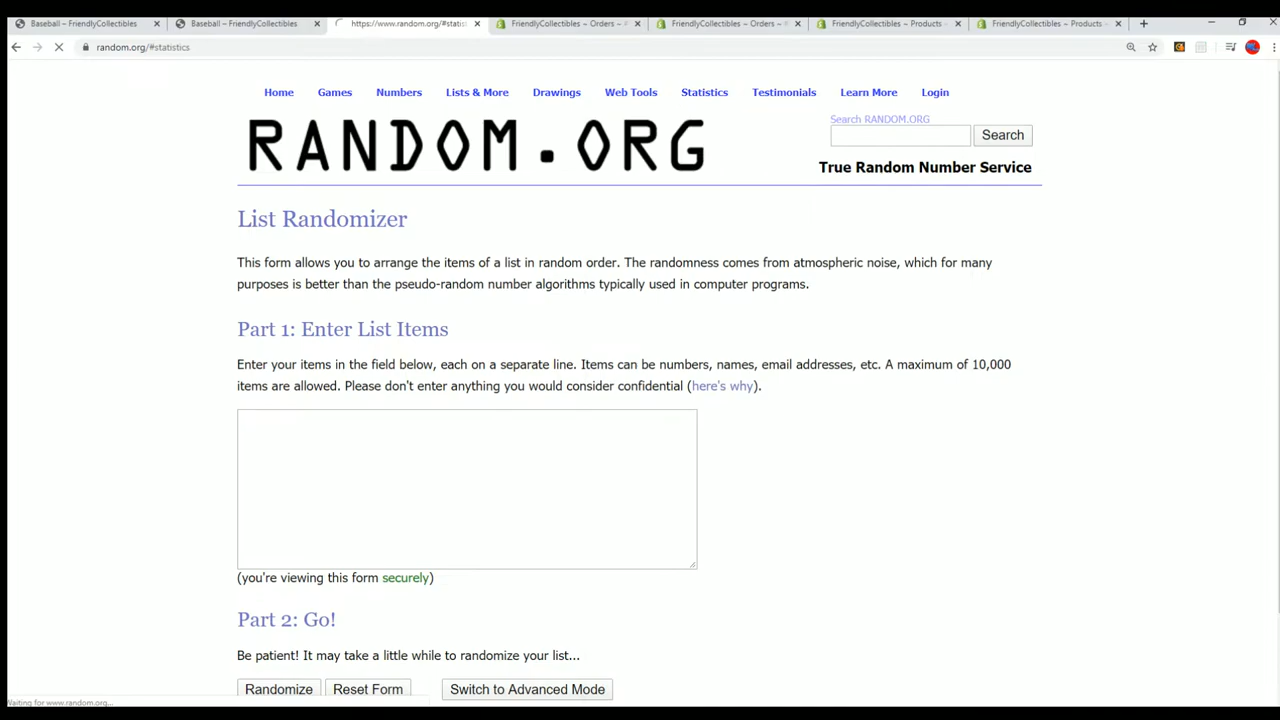 Baseball – FriendlyCollectibles
Baseball – FriendlyCollectibles
https://www.random.org/#statis
FriendlyCollectibles ~ Orders ~
FriendlyCollectibles ~ Orders ~
FriendlyCollectibles ~ Products ~
FriendlyCollectibles ~ Products ~
random.org/#statistics
Home Games Numbers Lists & More Drawings Web Tools Statistics Testimonials Learn More Login
RANDOM.ORG
Search RANDOM.ORG
Search
True Random Number Service
List Randomizer
This form allows you to arrange the items of a list in random order. The randomness comes from atmospheric noise, which for many
purposes is better than the pseudo-random number algorithms typically used in computer programs.
Part 1: Enter List Items
Enter your items in the field below, each on a separate line. Items can be numbers, names, email addresses, etc. A maximum of 10,000
items are allowed. Please don't enter anything you would consider confidential (here's why).
(you're viewing this form securely)
Part 2: Go!
Be patient! It may take a little while to randomize your list...
Randomize Reset Form Switch to Advanced Mode
Waiting for www.random.org...